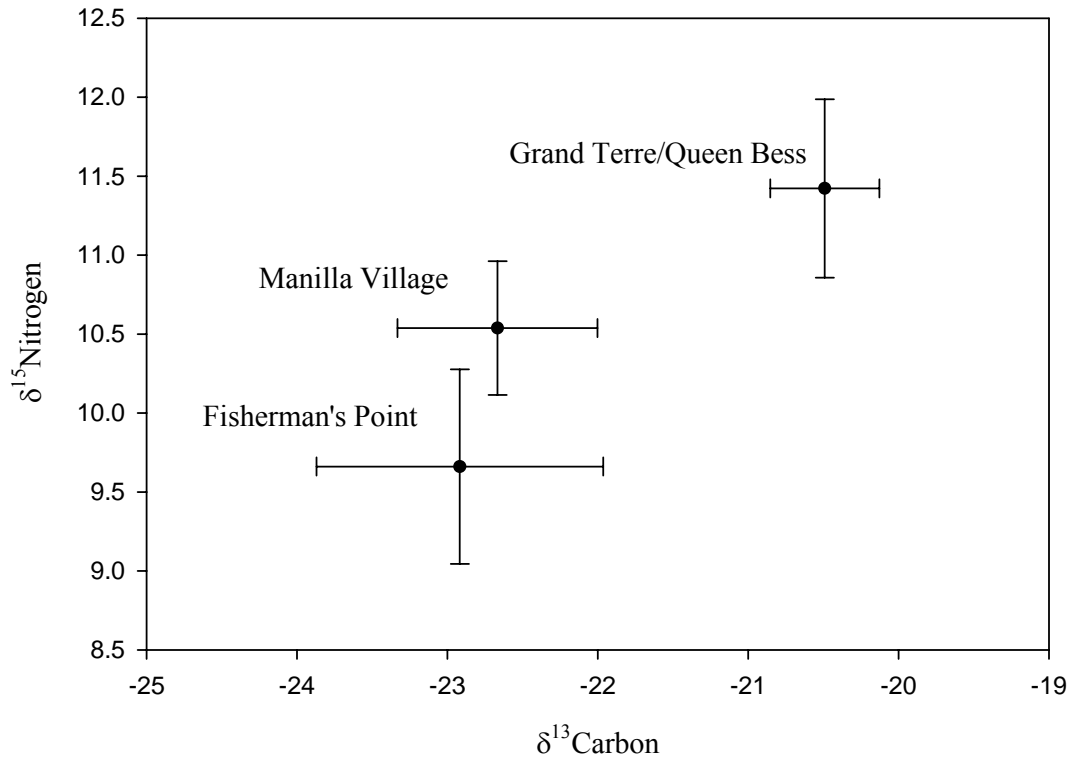 12.5
12.0
11.5
11.0
10.5
10.0
9.5
9.0
8.5
δ¹⁵Nitrogen
Grand Terre/Queen Bess
Manilla Village
Fisherman's Point
-25 -24 -23 -22 -21 -20 -19
δ¹³Carbon